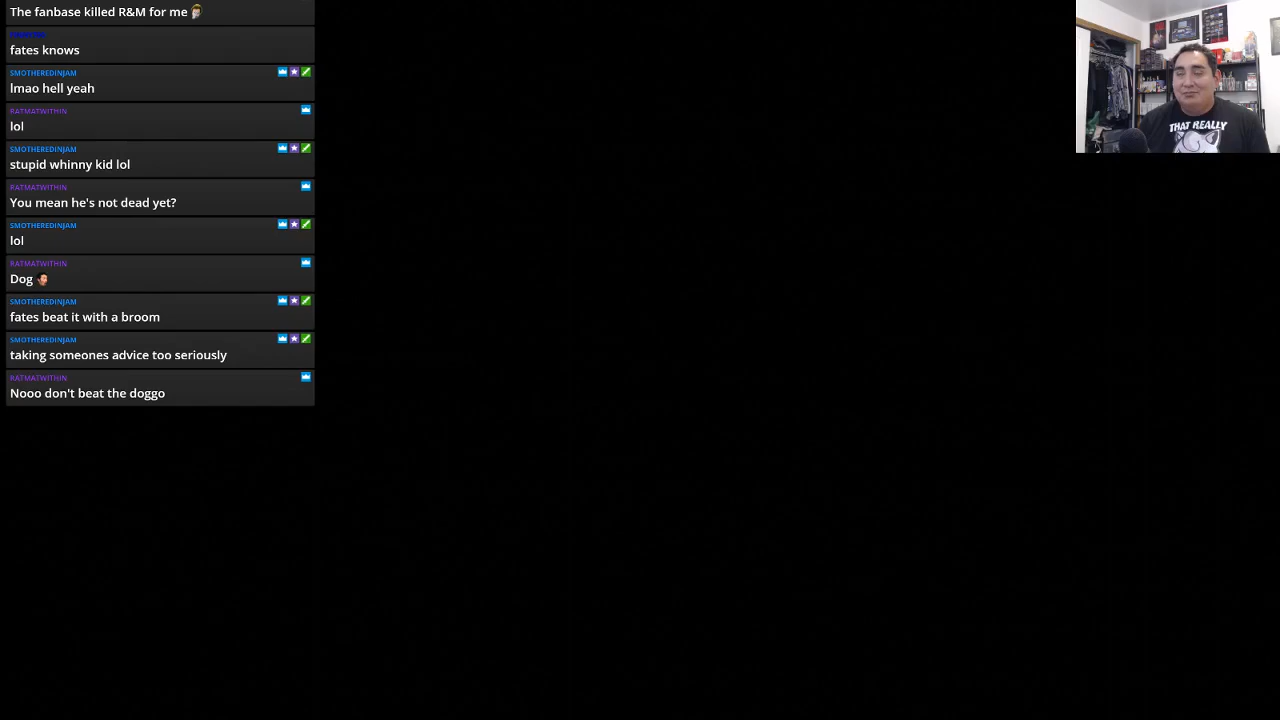 The fanbase killed R&M for me
fates knows
SMOTHEREDINJAM
lmao hell yeah
RATMATWITHIN
lol
SMOTHEREDINJAM
stupid whinny kid lol
RATMATWITHIN
You mean he's not dead yet?
SMOTHEREDINJAM
lol
RATMATWITHIN
Dog
SMOTHEREDINJAM
fates beat it with a broom
SMOTHEREDINJAM
taking someones advice too seriously
RATMATWITHIN
Nooo don't beat the doggo
THAT REALLY